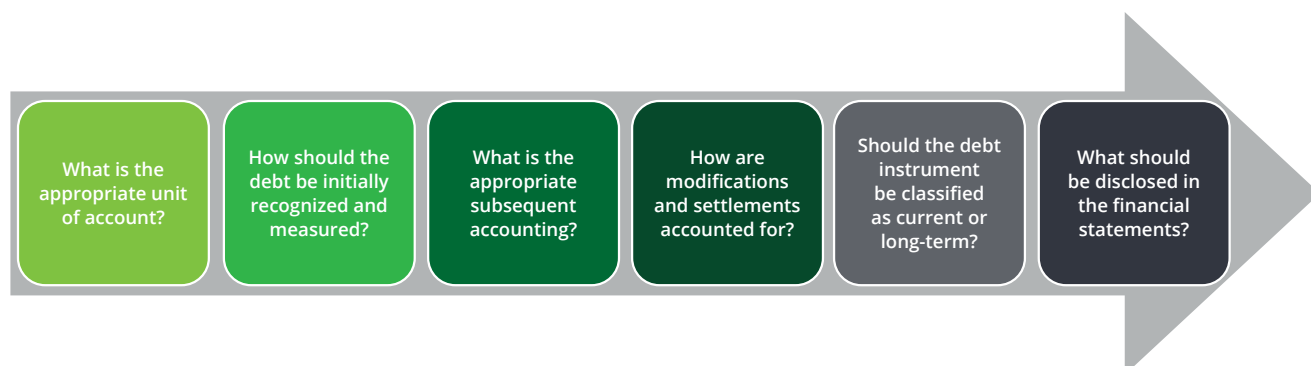 What is the
appropriate unit
of account?
How should the
debt be initially
recognized and
measured?
What is the
appropriate
subsequent
accounting?
How are
modifications
and settlements
accounted for?
Should the debt
instrument
be classified
as current or
long-term?
What should
be disclosed in
the financial
statements?